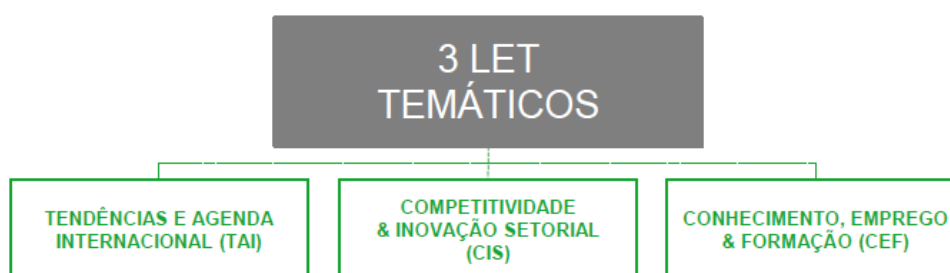 3 LET
TEMÁTICOS
TENDÊNCIAS E AGENDA
INTERNACIONAL (TAI)
COMPETITIVIDADE
& INOVAÇÃO SETORIAL
(CIS)
CONHECIMENTO, EMPREGO
& FORMAÇÃO (CEF)